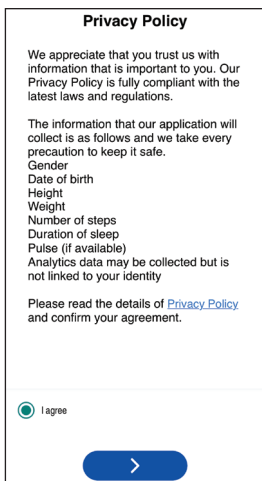 Privacy Policy
We appreciate that you trust us with
information that is important to you. Our
Privacy Policy is fully compliant with the
latest laws and regulations.
The information that our application will
collect is as follows and we take every
precaution to keep it safe.
Gender
Date of birth
Height
Weight
Number of steps
Duration of sleep
Pulse (if available)
Analytics data may be collected but is
not linked to your identity
Please read the details of Privacy Policy
and confirm your agreement.
I agree